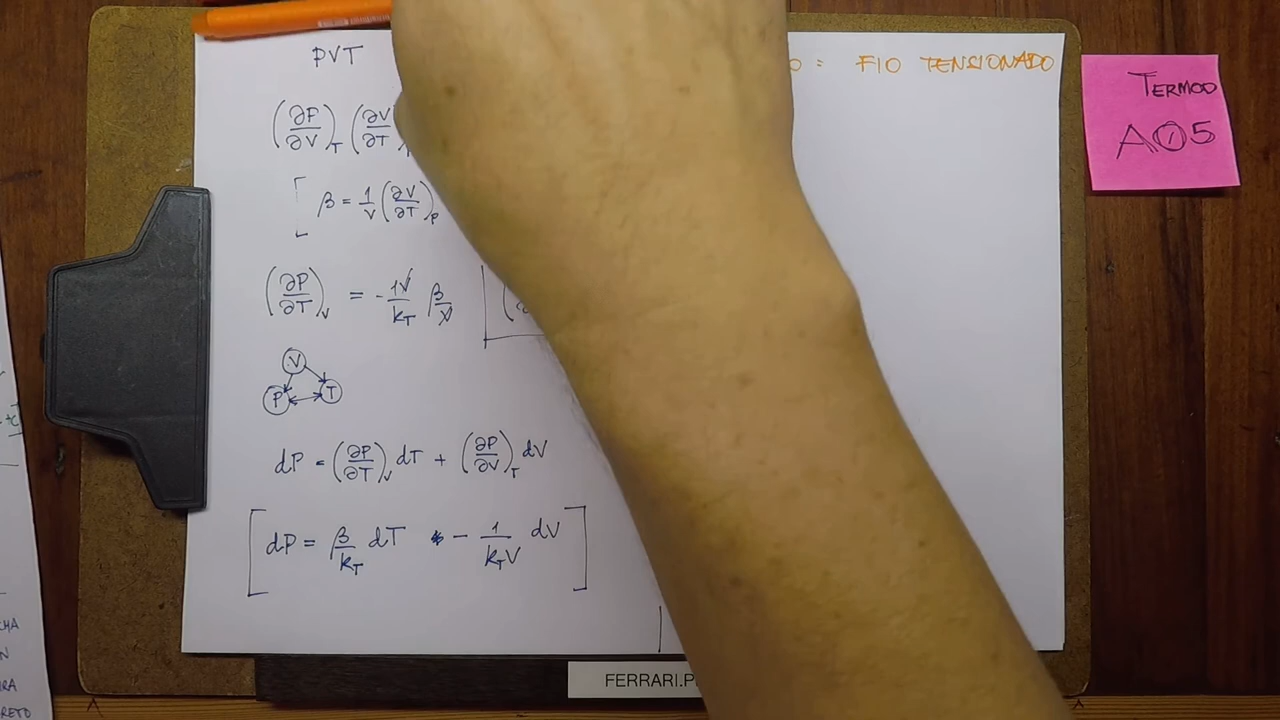 PVT
: FIO TENSIONADO
TERMOD
A05
(∂P/∂V)_T (∂V/∂T)
β = 1/V (∂V/∂T)_P
(∂P/∂T)_V = - 1V/k_T β/V
V
P T
dP = (∂P/∂T)_V dT + (∂P/∂V)_T dV
dP = β/k_T dT - 1/k_T V dV
FERRARI.P